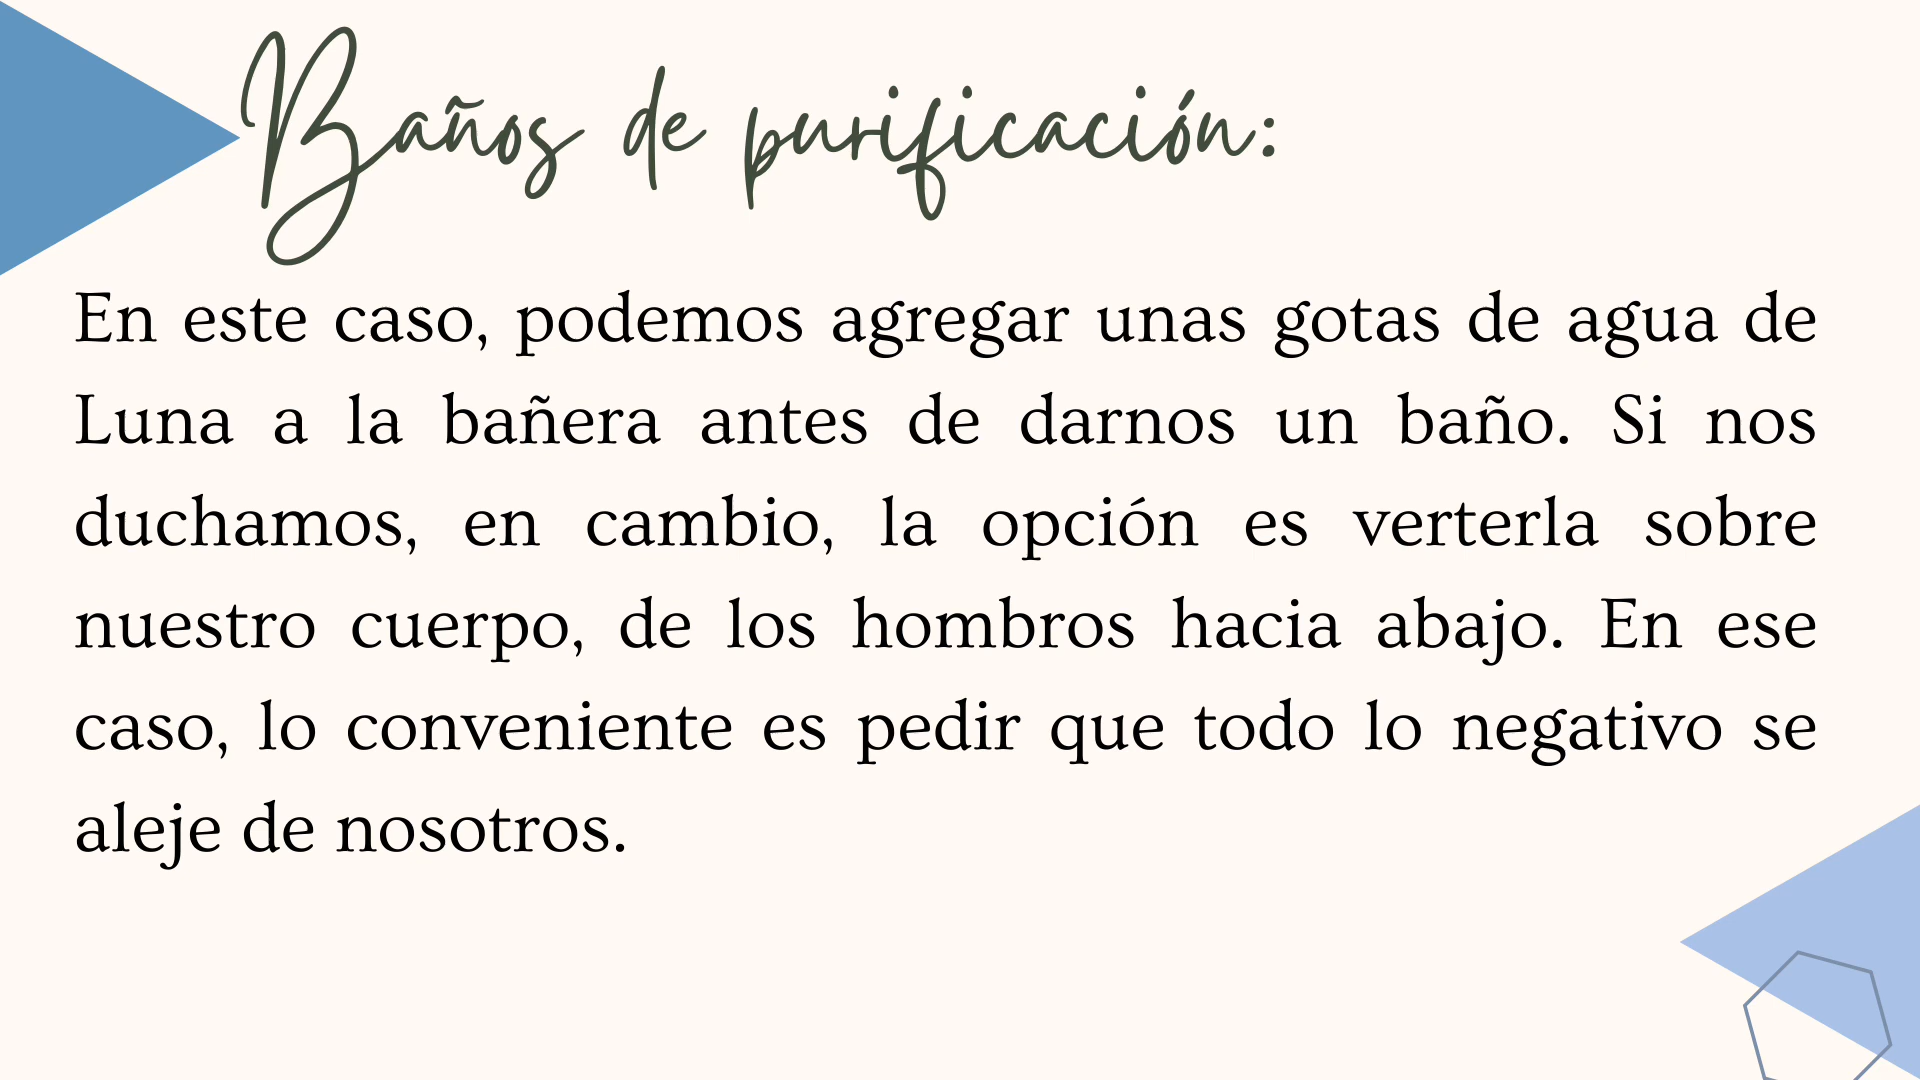 Baños de purificación:
En este caso, podemos agregar unas gotas de agua de
Luna a la bañera antes de darnos un baño. Si nos
duchamos, en cambio, la opción es verterla sobre
nuestro cuerpo, de los hombros hacia abajo. En ese
caso, lo conveniente es pedir que todo lo negativo se
aleje de nosotros.